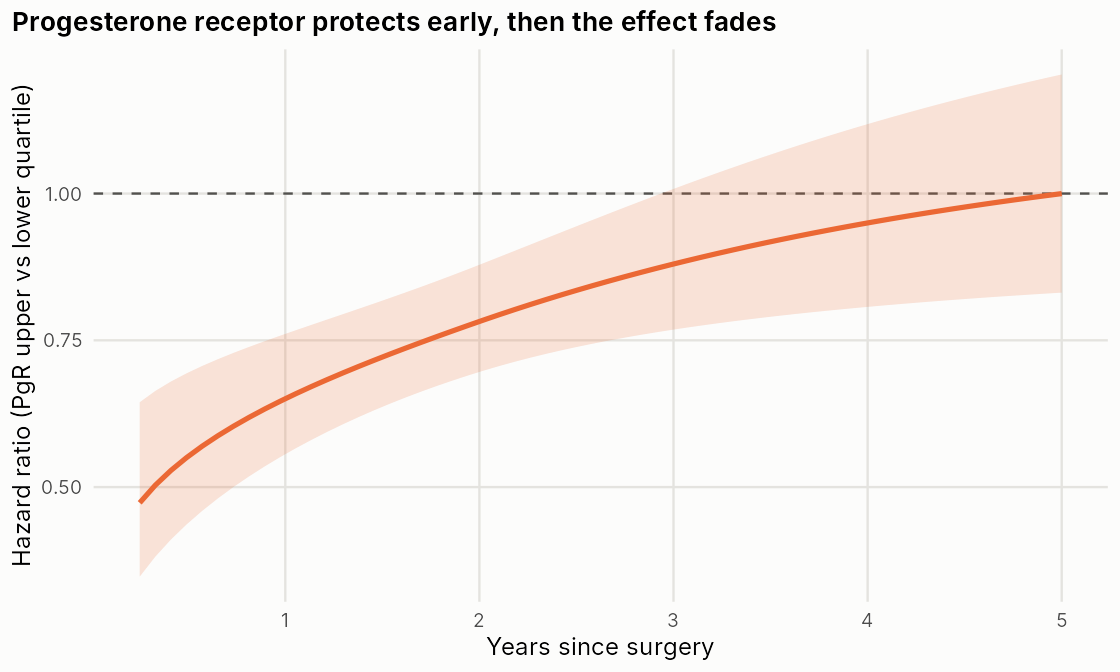 Progesterone receptor protects early, then the effect fades
Hazard ratio (PgR upper vs lower quartile)
1.00
0.75
0.50
1 2 3 4 5
Years since surgery